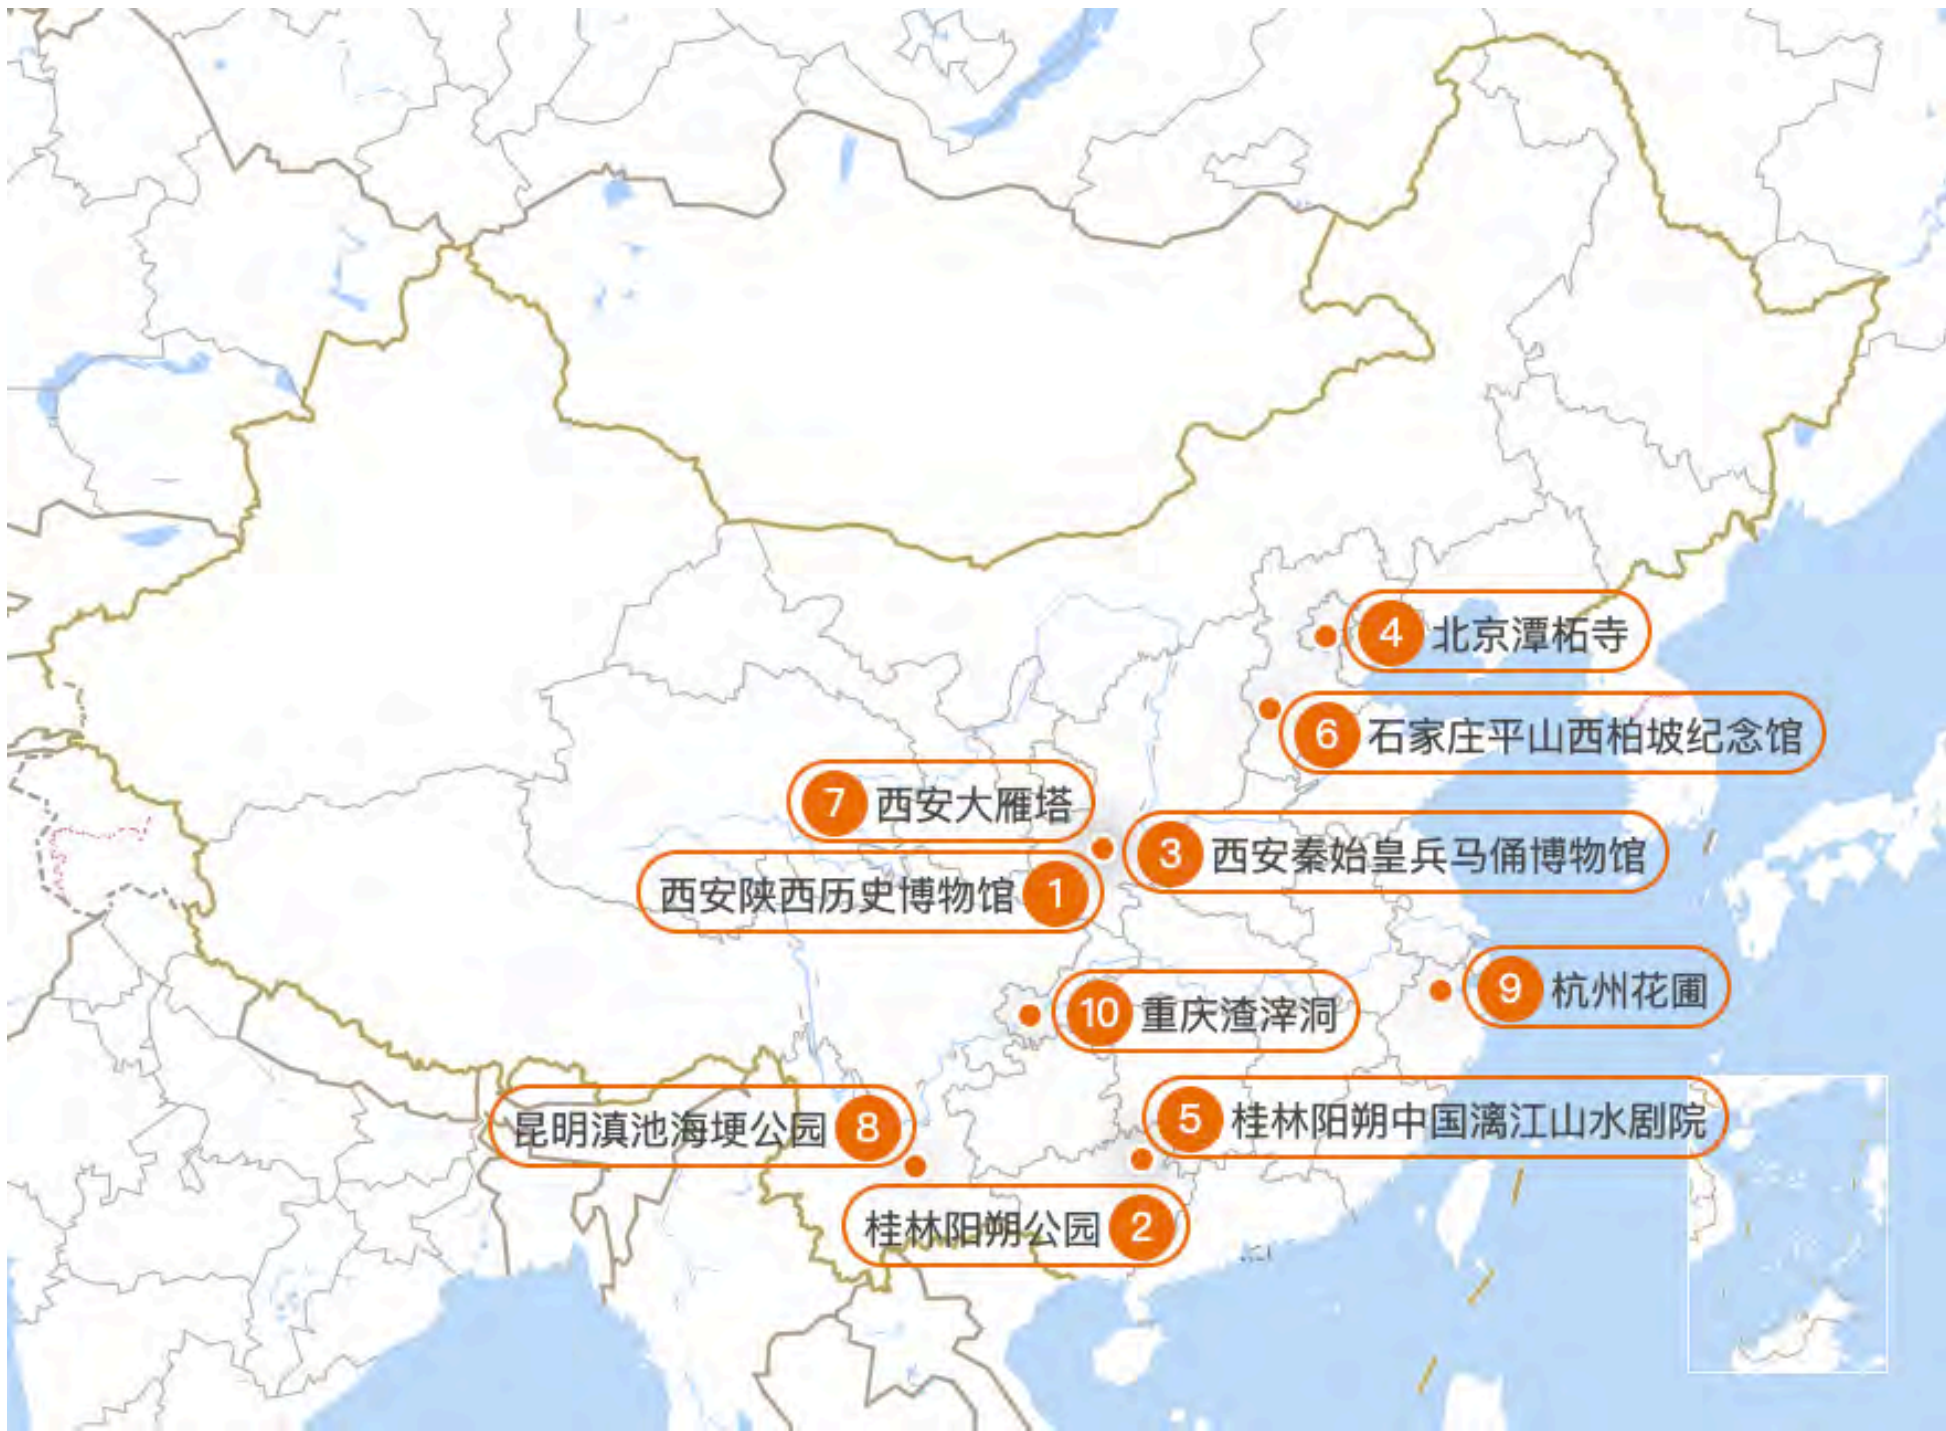 4 北京潭柘寺
6 石家庄平山西柏坡纪念馆
7 西安大雁塔
3 西安秦始皇兵马俑博物馆
西安陕西历史博物馆 1
9 杭州花圃
10 重庆渣滓洞
昆明滇池海埂公园 8
5 桂林阳朔中国漓江山水剧院
桂林阳朔公园 2